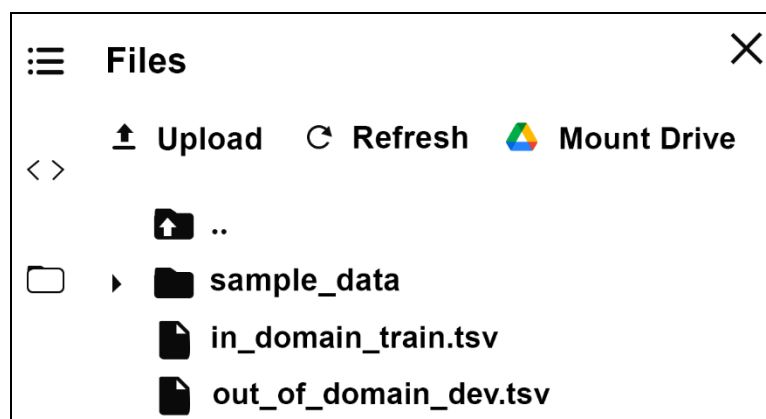 Files
Upload Refresh Mount Drive
..
sample_data
in_domain_train.tsv
out_of_domain_dev.tsv